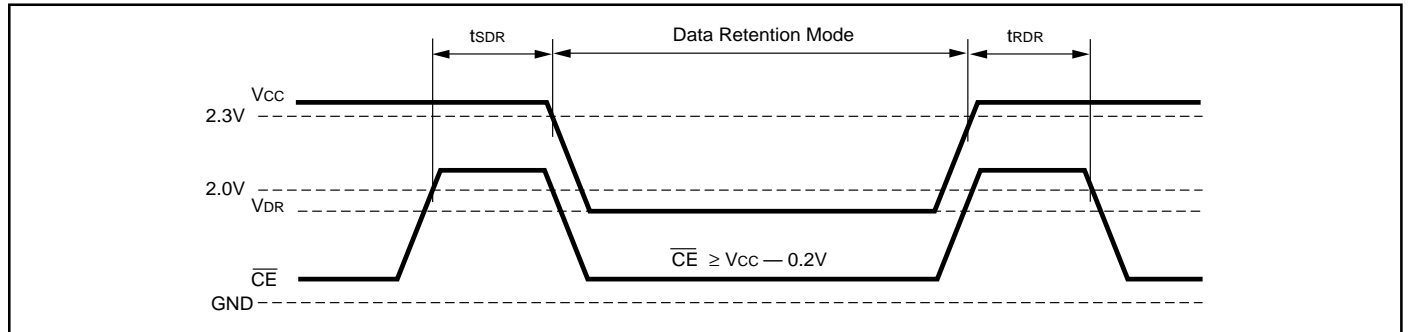 tSDR Data Retention Mode tRDR
VCC
2.3V
2.0V
VDR
CE ≥ VCC — 0.2V
CE
GND